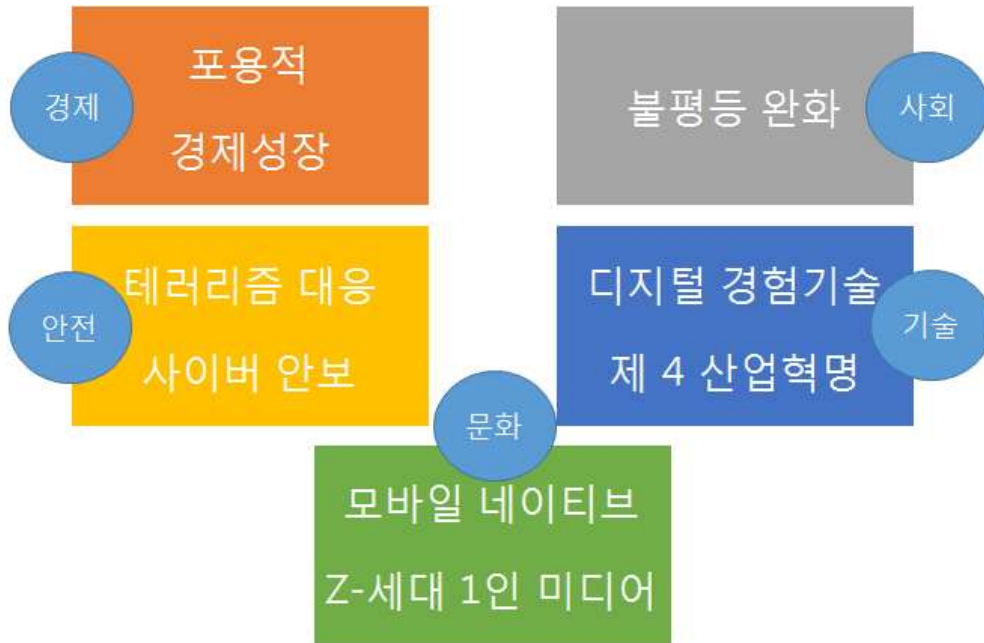 경제
포용적
경제성장
불평등 완화
사회
안전
테러리즘 대응
사이버 안보
디지털 경험기술
제 4 산업혁명
기술
문화
모바일 네이티브
Z-세대 1인 미디어